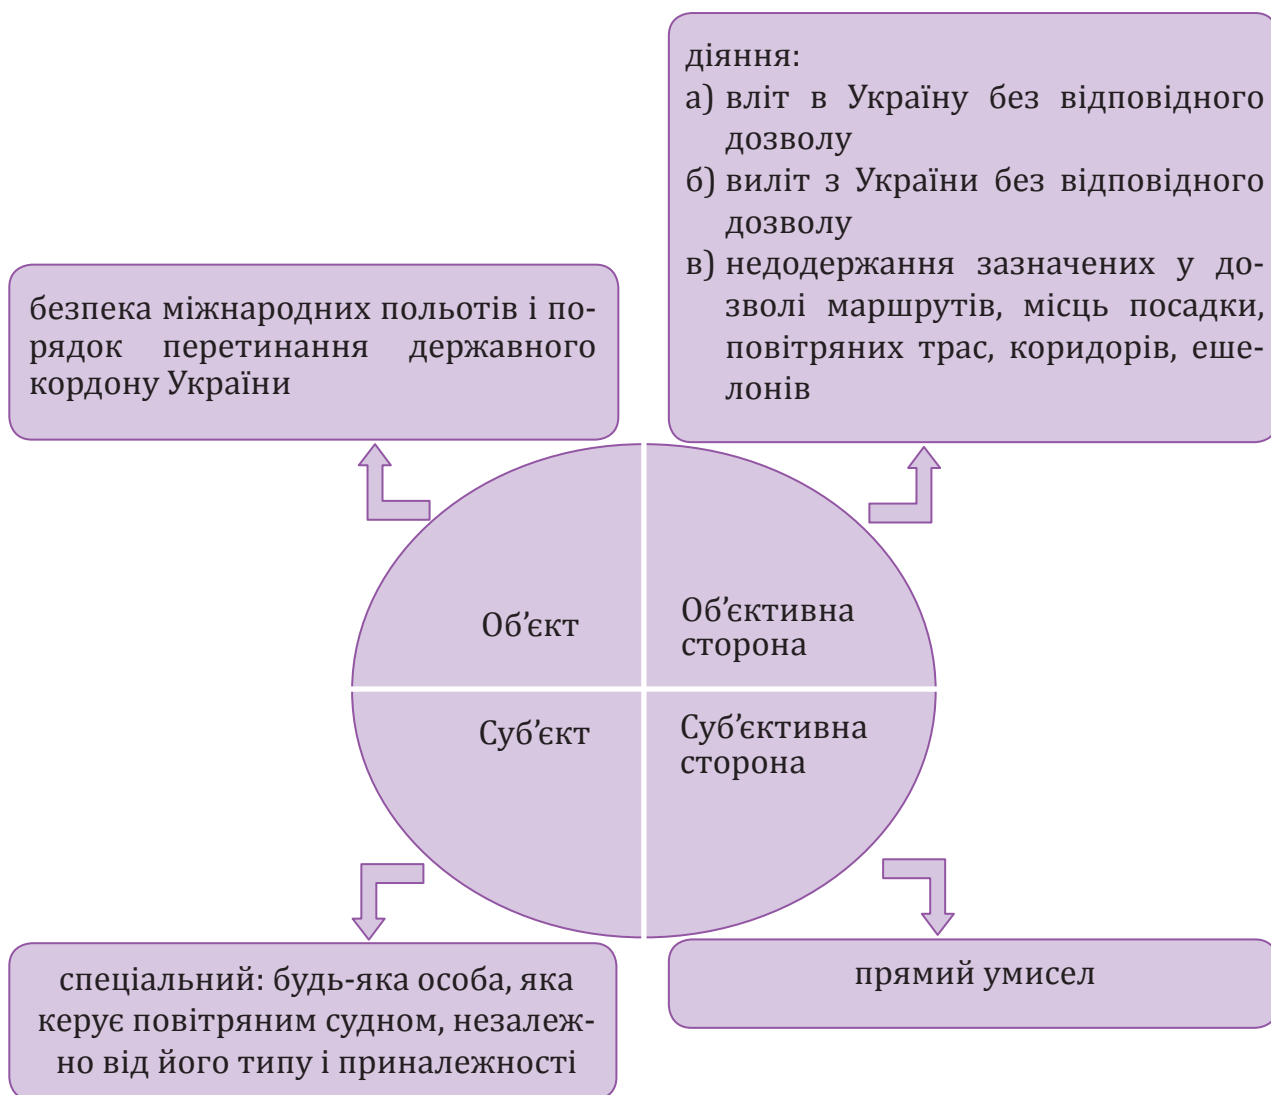 діяння:
а) вліт в Україну без відповідного
дозволу
б) виліт з України без відповідного
дозволу
в) недодержання зазначених у до-
зволі маршрутів, місць посадки,
повітряних трас, коридорів, еше-
лонів
безпека міжнародних польотів і по-
рядок перетинання державного
кордону України
Об’єкт
Об’єктивна
сторона
Суб’єкт
Суб’єктивна
сторона
спеціальний: будь-яка особа, яка
керує повітряним судном, незалеж-
но від його типу і приналежності
прямий умисел